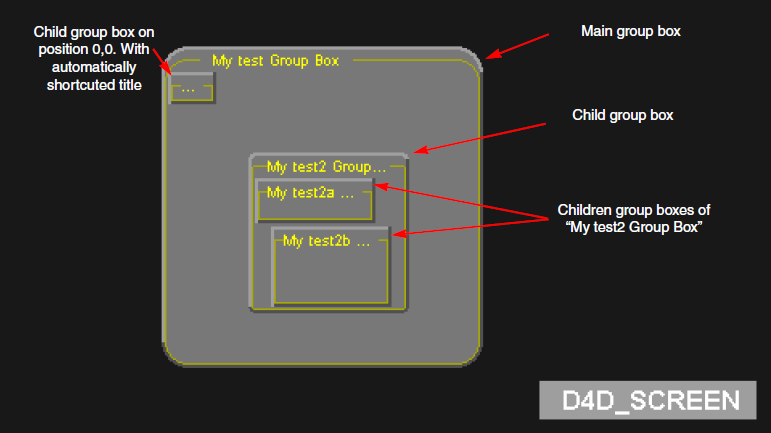 Child group box on
position 0,0. With
automatically
shortcuted title
Main group box
My test Group Box
...
Child group box
My test2 Group...
My test2a ...
Children group boxes of
“My test2 Group Box”
My test2b ...
D4D_SCREEN